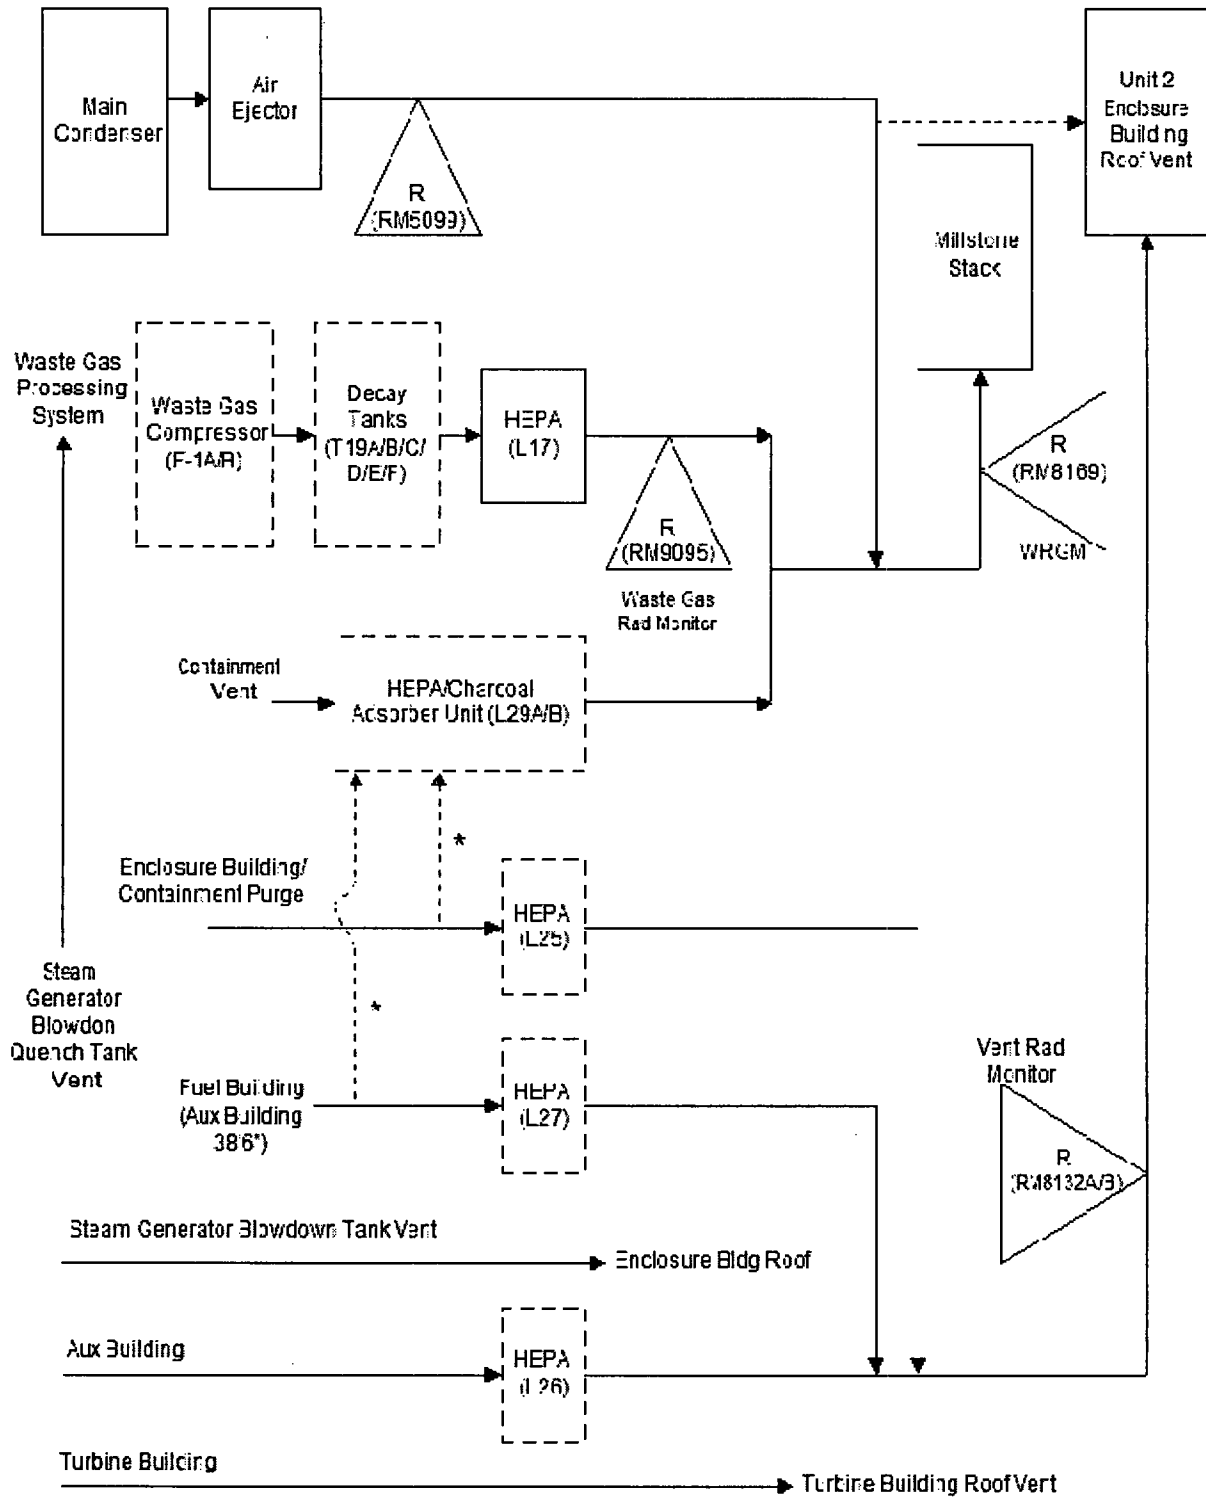 Main
Condenser
Air
Ejector
R
(RM5099)
Unit 2
Enclosure
Building
Roof Vent
Millstone
Stack
Waste Gas
Processing
System
Waste Gas
Compressor
Decay
Tanks
(T19A/B/C/
D/E/F)
HEPA
(L17)
R
(RM9095)
Waste Gas
Rad Monitor
R
(RM8169)
WRGM
Containment
Vent
HEPA/Charcoal
Adsorber Unit (L29A/B)
*
Enclosure Building/
Containment Purge
HEPA
(L25)
*
Steam
Generator
Blowdon
Quench Tank
Vent
Fuel Building
(Aux Building
38'6")
HEPA
(L27)
Vent Rad
Monitor
R
(RM8132A/B)
Steam Generator Blowdown Tank Vent
Enclosure Bldg Roof
Aux Building
HEPA
(L26)
Turbine Building
Turbine Building Roof Vent